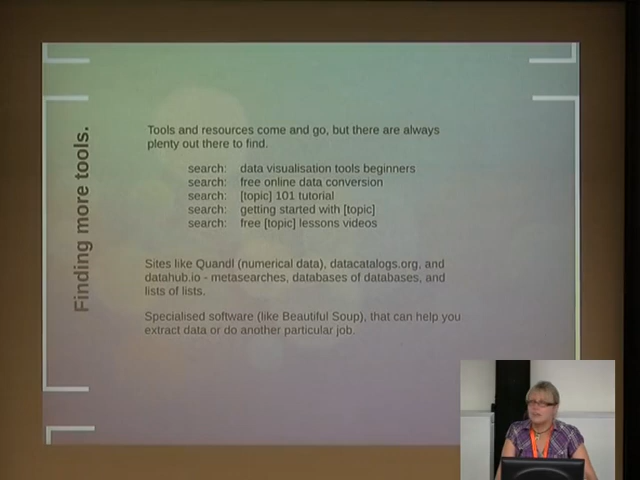 Finding more tools.
Tools and resources come and go, but there are always
plenty out there to find.
search: data visualisation tools beginners
search: free online data conversion
search: [topic] 101 tutorial
search: getting started with [topic]
search: free [topic] lessons videos
Sites like Quandl (numerical data), datacatalogs.org, and
datahub.io - metasearches, databases of databases, and
lists of lists.
Specialised software (like Beautiful Soup), that can help you
extract data or do another particular job.